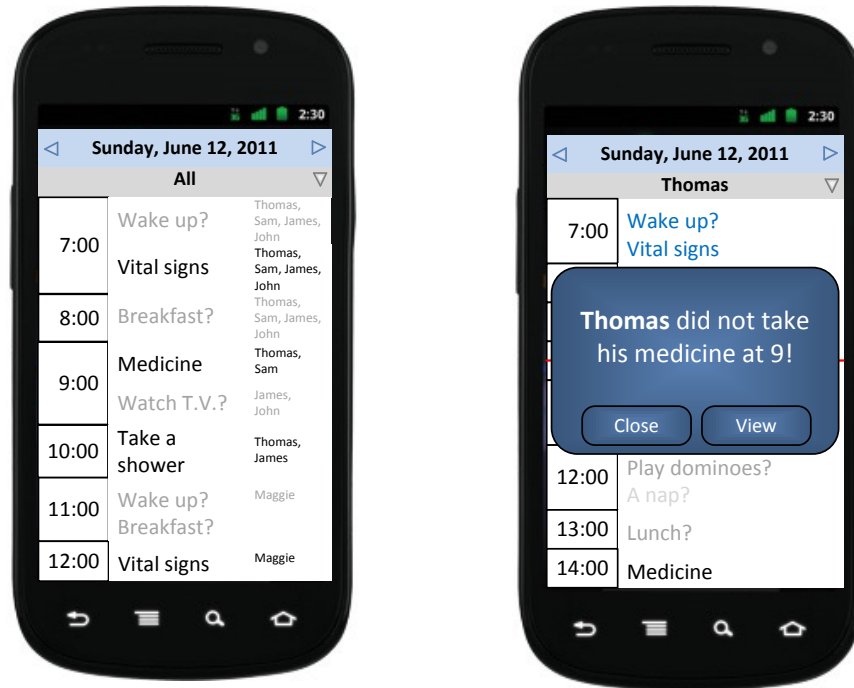 2:30
Sunday, June 12, 2011
All
7:00
Wake up?
Thomas,
Sam, James,
John
Vital signs
Thomas,
Sam, James,
John
8:00
Breakfast?
Thomas,
Sam, James,
John
9:00
Medicine
Thomas,
Sam
Watch T.V.?
James,
John
10:00
Take a
shower
Thomas,
James
11:00
Wake up?
Breakfast?
Maggie
12:00
Vital signs
Maggie
2:30
Sunday, June 12, 2011
Thomas
7:00
Wake up?
Vital signs
Thomas did not take
his medicine at 9!
Close
View
12:00
Play dominoes?
A nap?
13:00
Lunch?
14:00
Medicine